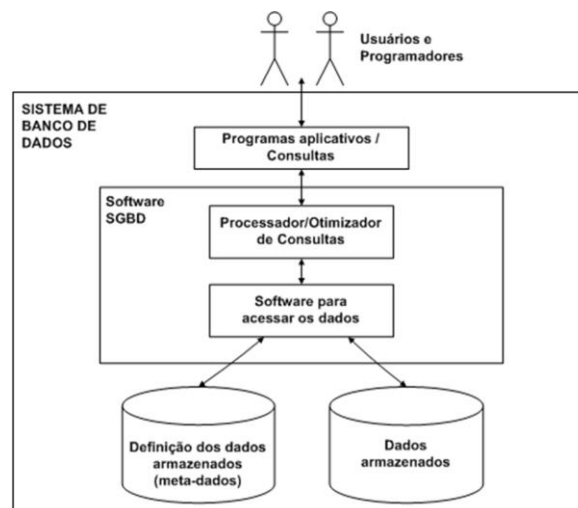 Usuários e
Programadores
SISTEMA DE
BANCO DE
DADOS
Programas aplicativos /
Consultas
Software
SGBD
Processador/Otimizador
de Consultas
Software para
acessar os dados
Definição dos dados
armazenados
(meta-dados)
Dados
armazenados